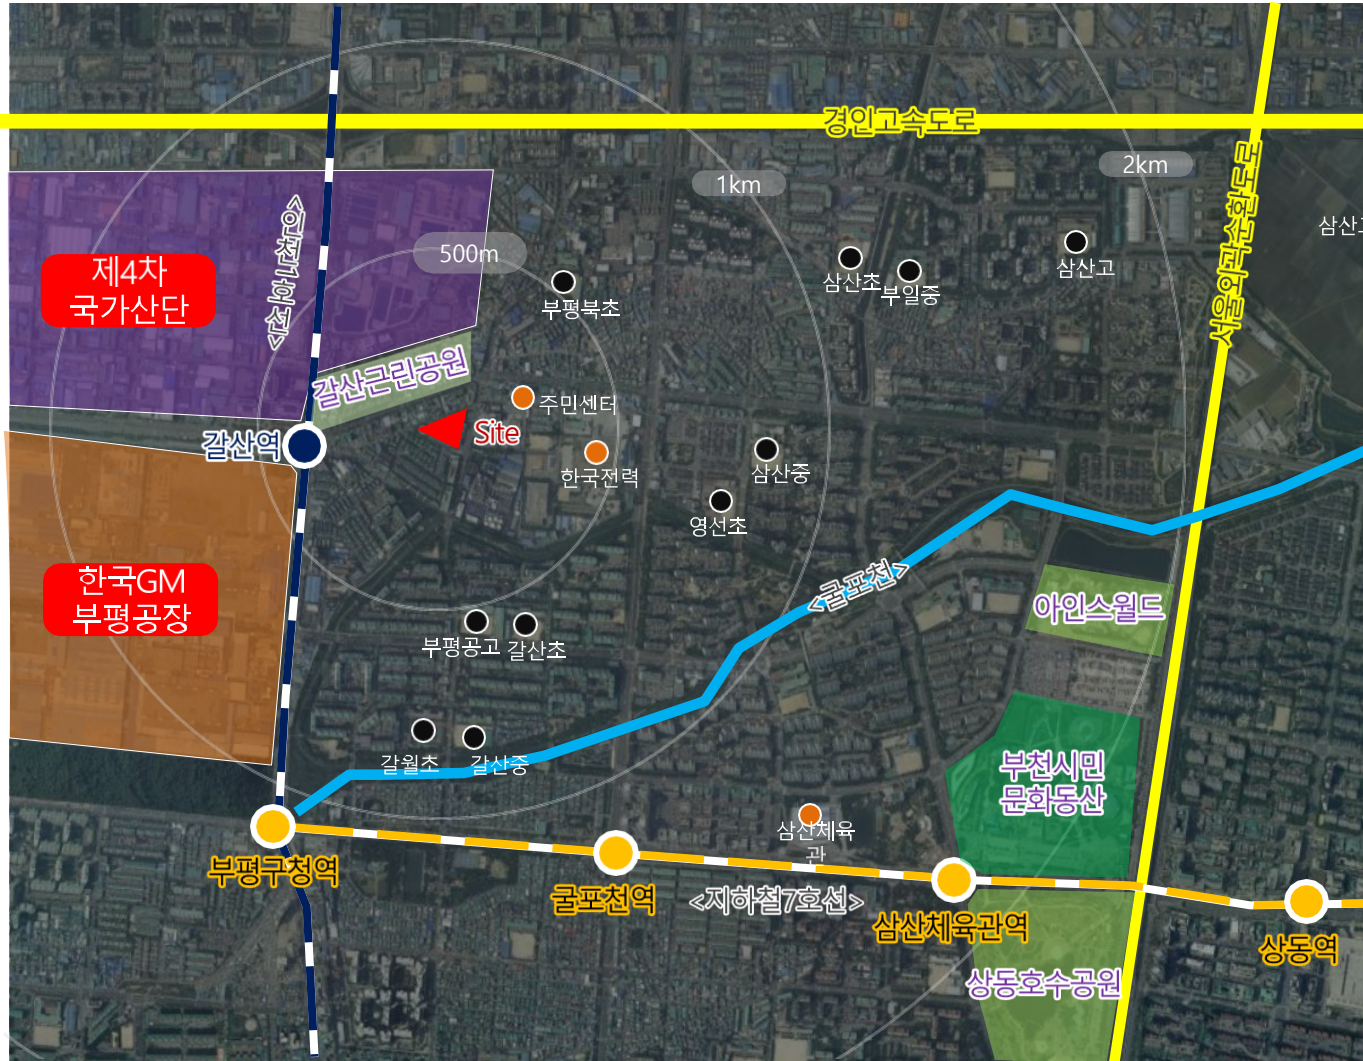 경인고속도로
2km
1km
서울외곽순환도로
<인천1호선>
500m
삼산고
삼산초
부일중
제4차
국가산단
부평북초
갈산근린공원
주민센터
Site
갈산역
한국전력
삼산중
영선초
<굴포천>
한국GM
부평공장
아인스월드
부평공고
갈산초
갈월초
갈산중
부천시민
문화동산
삼산체육
관
부평구청역
굴포천역
<지하철7호선>
삼산체육관역
상동역
상동호수공원